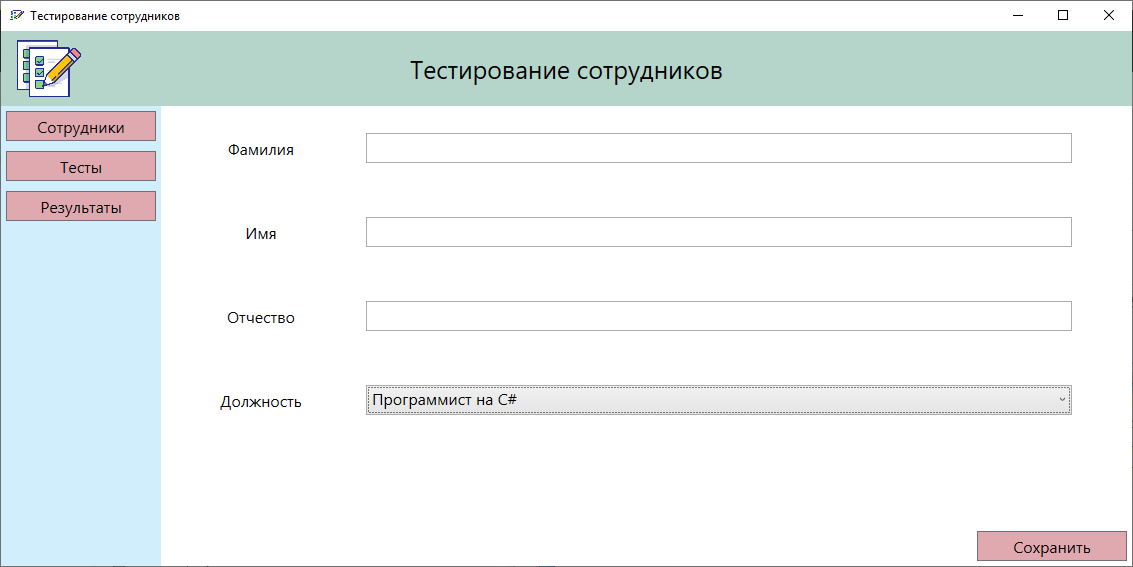 Тестирование сотрудников
Тестирование сотрудников
Сотрудники
Тесты
Результаты
Фамилия
Имя
Отчество
Должность
Программист на C#
Сохранить